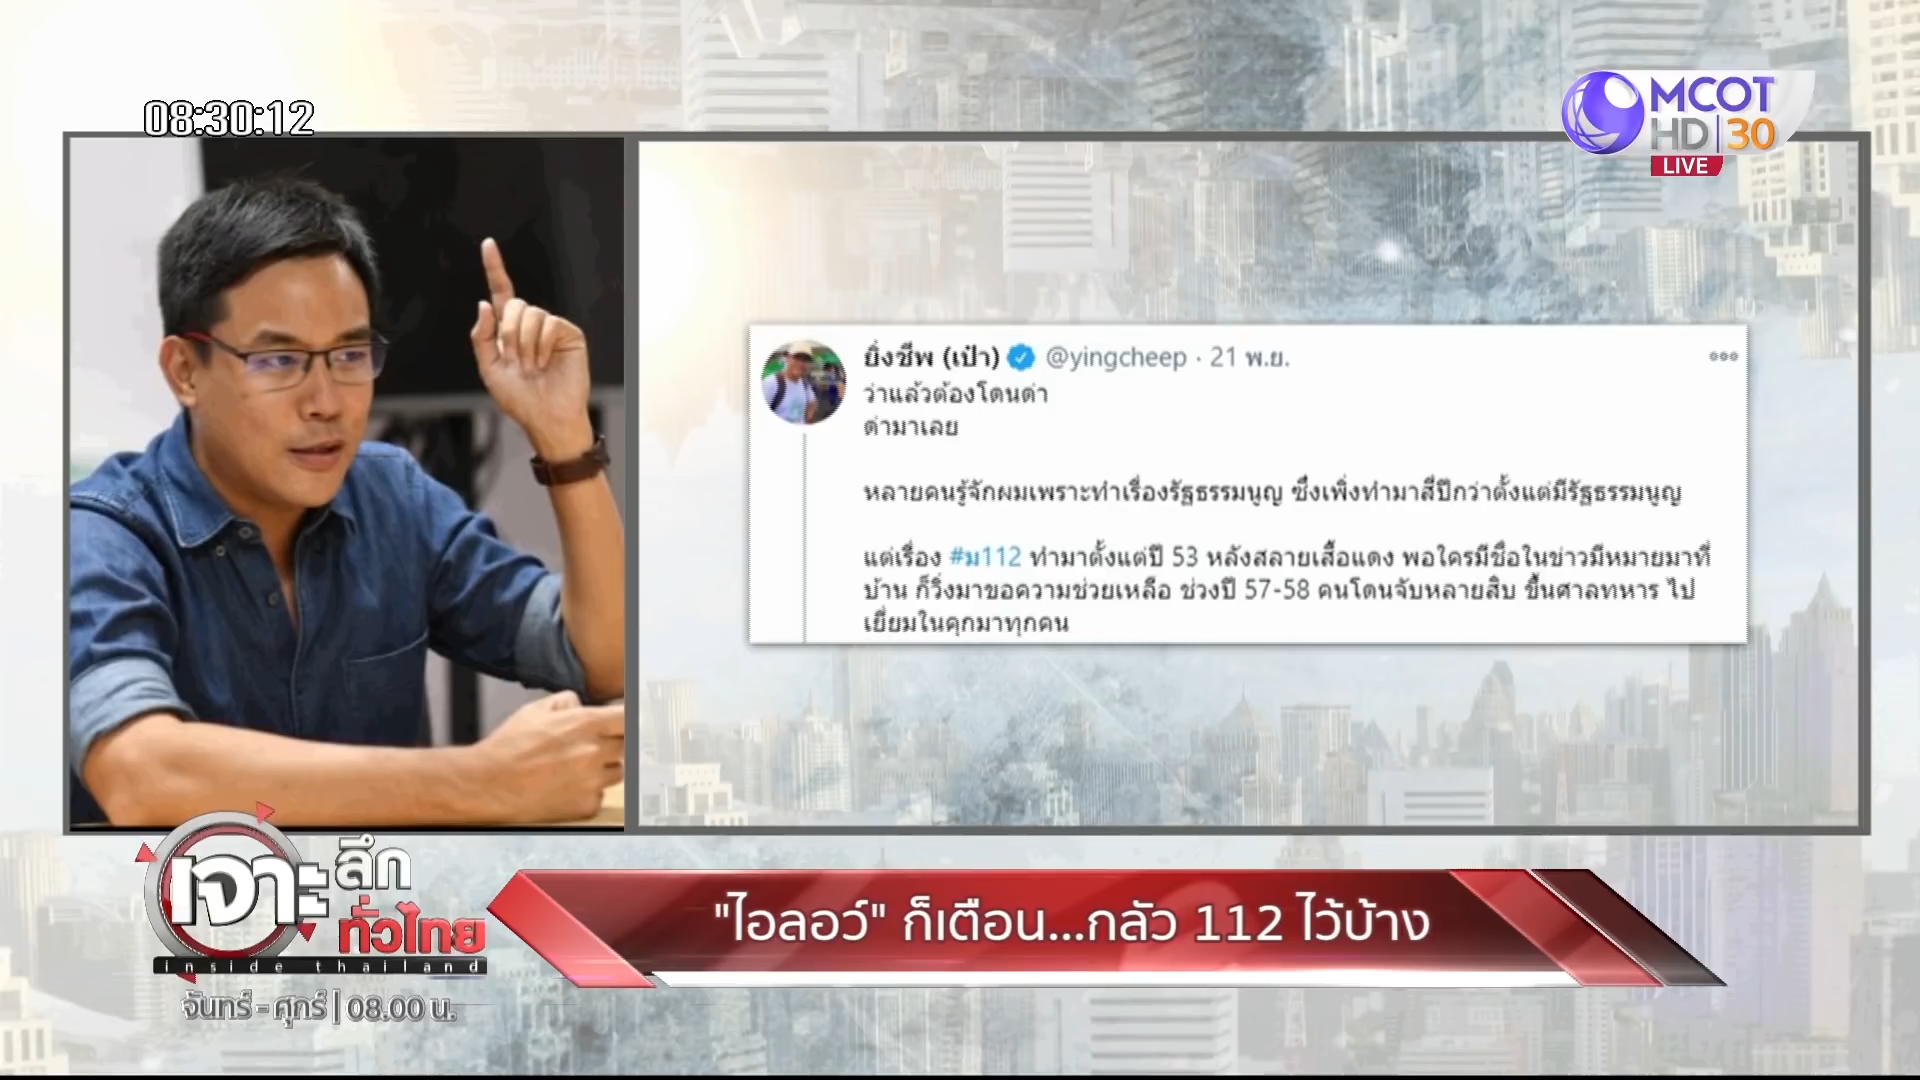 08:30:12
MCOT
HD 30
LIVE
ยิ่งชีพ (เป๋า) @yingcheep · 21 พ.ย.
ว่าแล้วต้องโดนด่า
ด่ามาเลย
หลายคนรู้จักผมเพราะทำเรื่องรัฐธรรมนูญ ซึ่งเพิ่งทำมาสี่ปีกว่าตั้งแต่มีรัฐธรรมนูญ
แต่เรื่อง #ม112 ทำมาตั้งแต่ปี 53 หลังสลายเสื้อแดง พอใครมีชื่อในข่าวมีหมายมาที่
บ้าน ก็วิ่งมาขอความช่วยเหลือ ช่วงปี 57-58 คนโดนจับหลายสิบ ขึ้นศาลทหาร ไป
เยี่ยมในคุกมาทุกคน
เจาะลึก
ทั่วไทย
inside thailand
จันทร์ - ศุกร์ | 08.00 น.
"ไอลอว์" ก็เตือน...กลัว 112 ไว้บ้าง